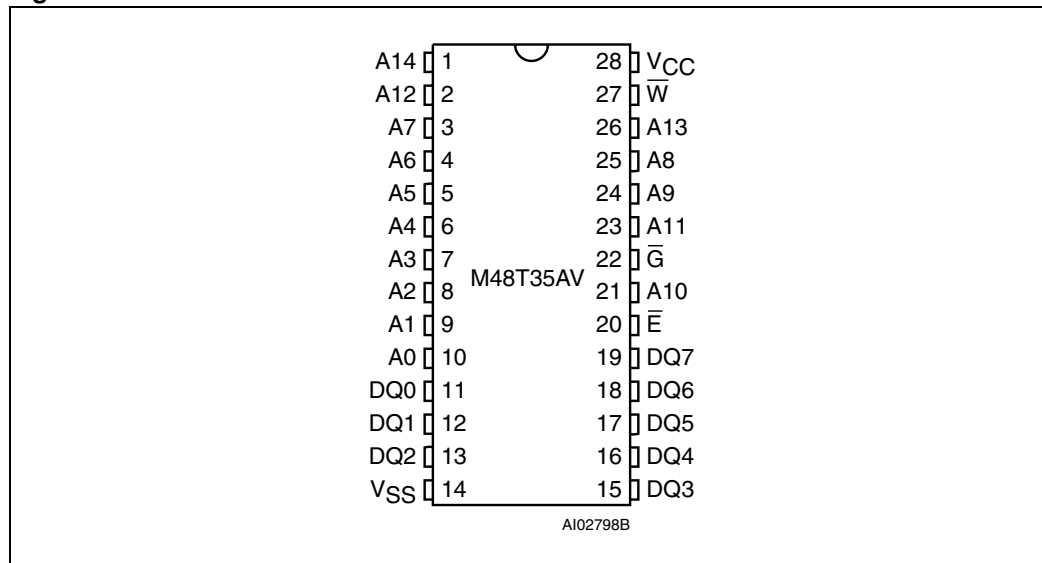 A14 1 28 VCC
A12 2 27 W̅
A7 3 26 A13
A6 4 25 A8
A5 5 24 A9
A4 6 23 A11
A3 7 22 G̅
M48T35AV
A2 8 21 A10
A1 9 20 E̅
A0 10 19 DQ7
DQ0 11 18 DQ6
DQ1 12 17 DQ5
DQ2 13 16 DQ4
VSS 14 15 DQ3
AI02798B